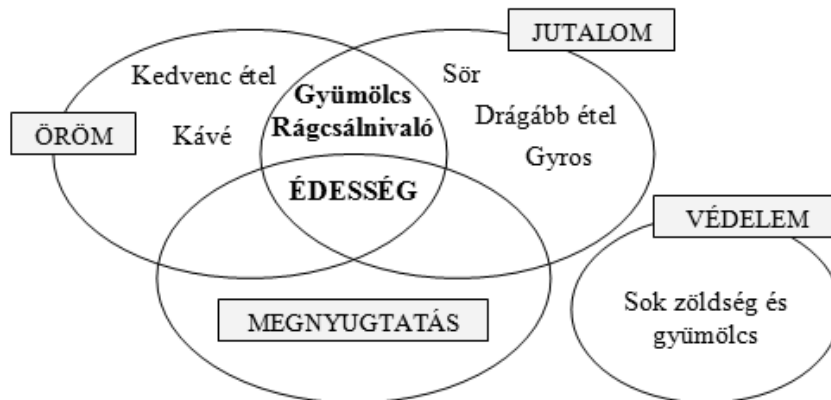 JUTALOM
Kedvenc étel
Sör
Gyümölcs
Rágcsálnivaló
Drágább étel
ÖRÖM
Kávé
Gyros
ÉDESSÉG
VÉDELEM
Sok zöldség és
gyümölcs
MEGNYUGTATÁS